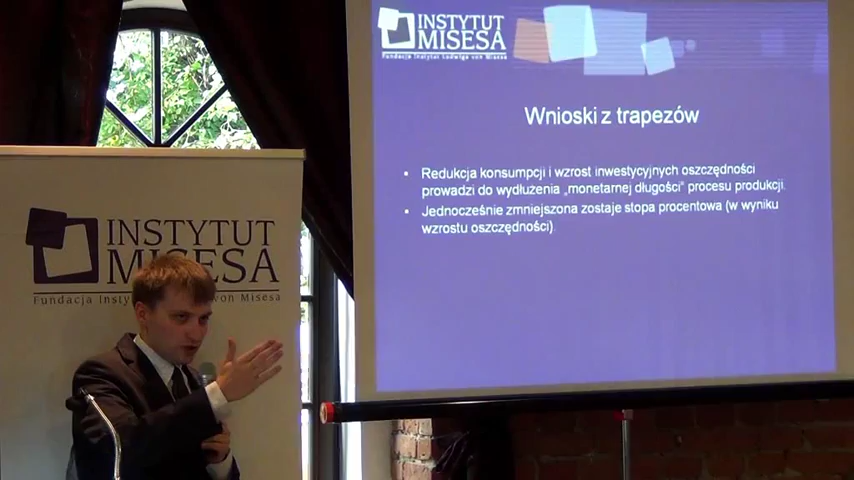 INSTYTUT
MISESA
Fundacja Instytut Ludwiga von Misesa
Wnioski z trapezów
• Redukcja konsumpcji i wzrost inwestycyjnych oszczędności
prowadzi do wydłużenia „monetarnej długości” procesu produkcji.
• Jednocześnie zmniejszona zostaje stopa procentowa (w wyniku
wzrostu oszczędności).
INSTYTUT
MISESA
Fundacja Insty von Misesa